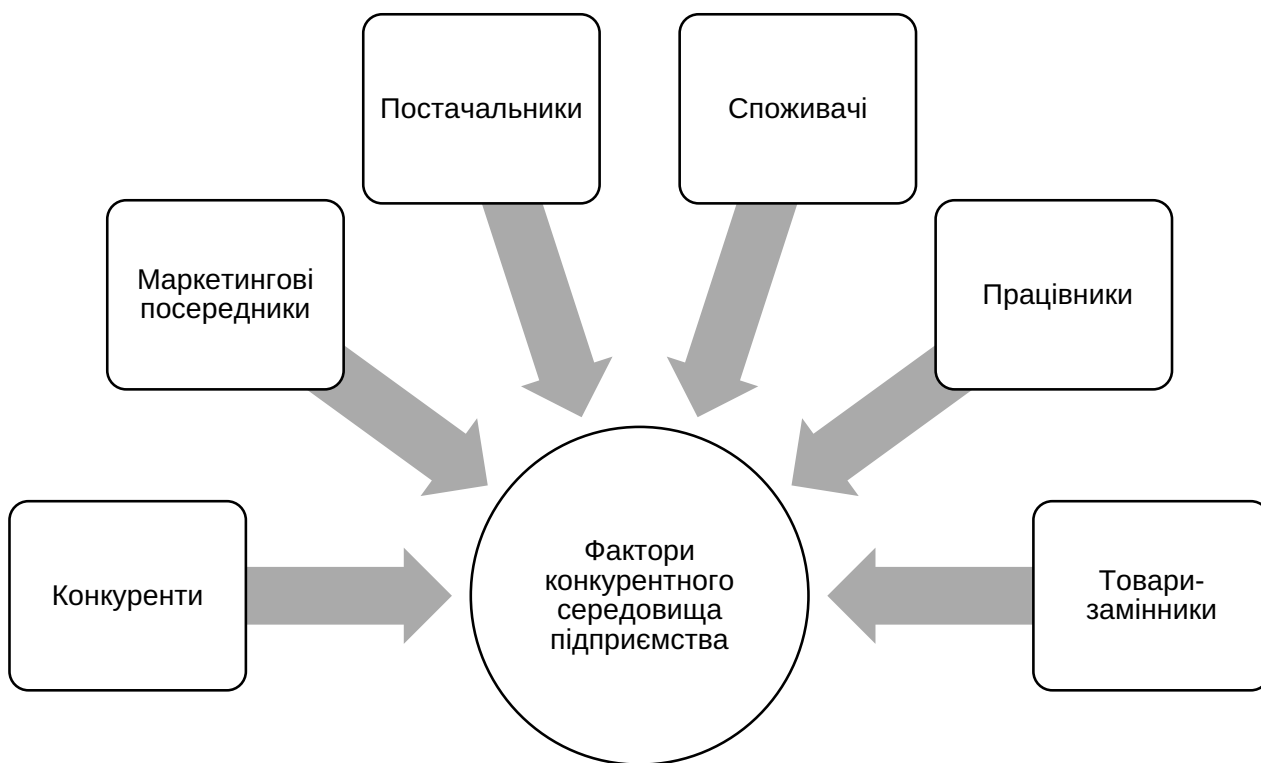 Постачальники
Споживачі
Маркетингові
посередники
Працівники
Конкуренти
Фактори
конкурентного
середовища
підприємства
Товари-
замінники